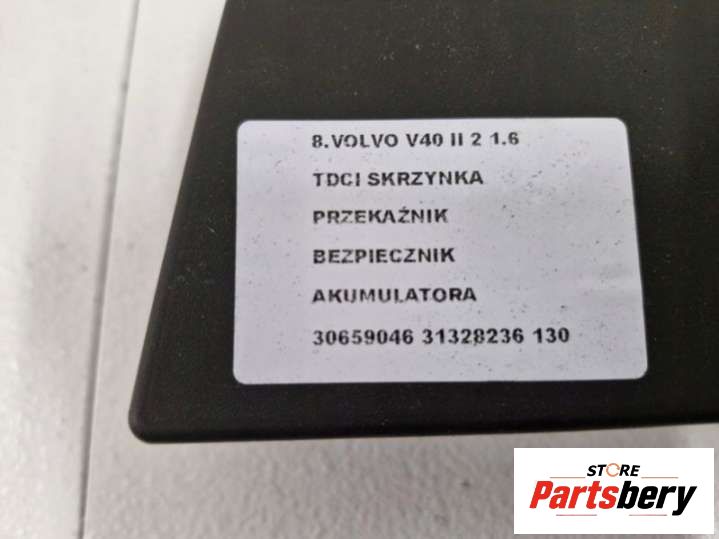 8.VOLVO V40 II 2 1.6
TDCI SKRZYNKA
PRZEKAŹNIK
BEZPIECZNIK
AKUMULATORA
30659046 31328236 130
STORE
Partsbery